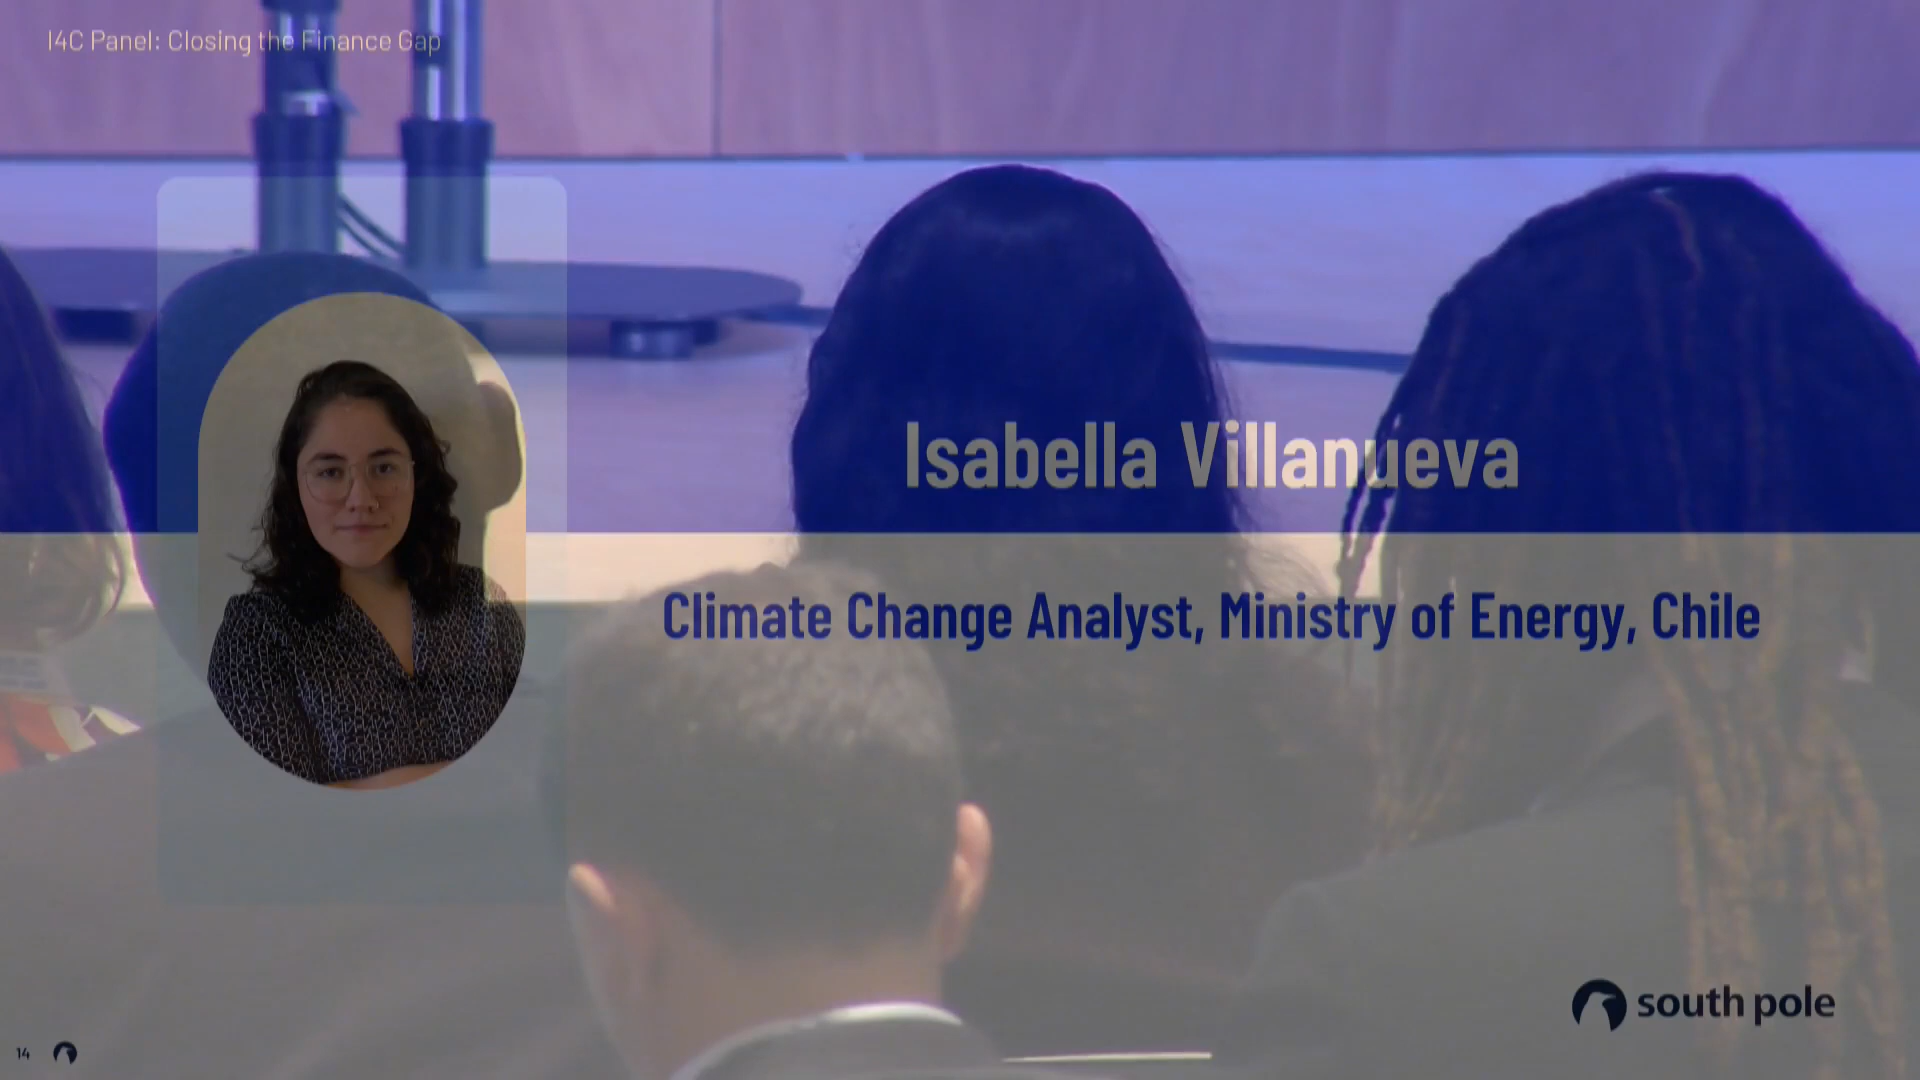 I4C Panel: Closing the Finance Gap
Isabella Villanueva
Climate Change Analyst, Ministry of Energy, Chile
south pole
14